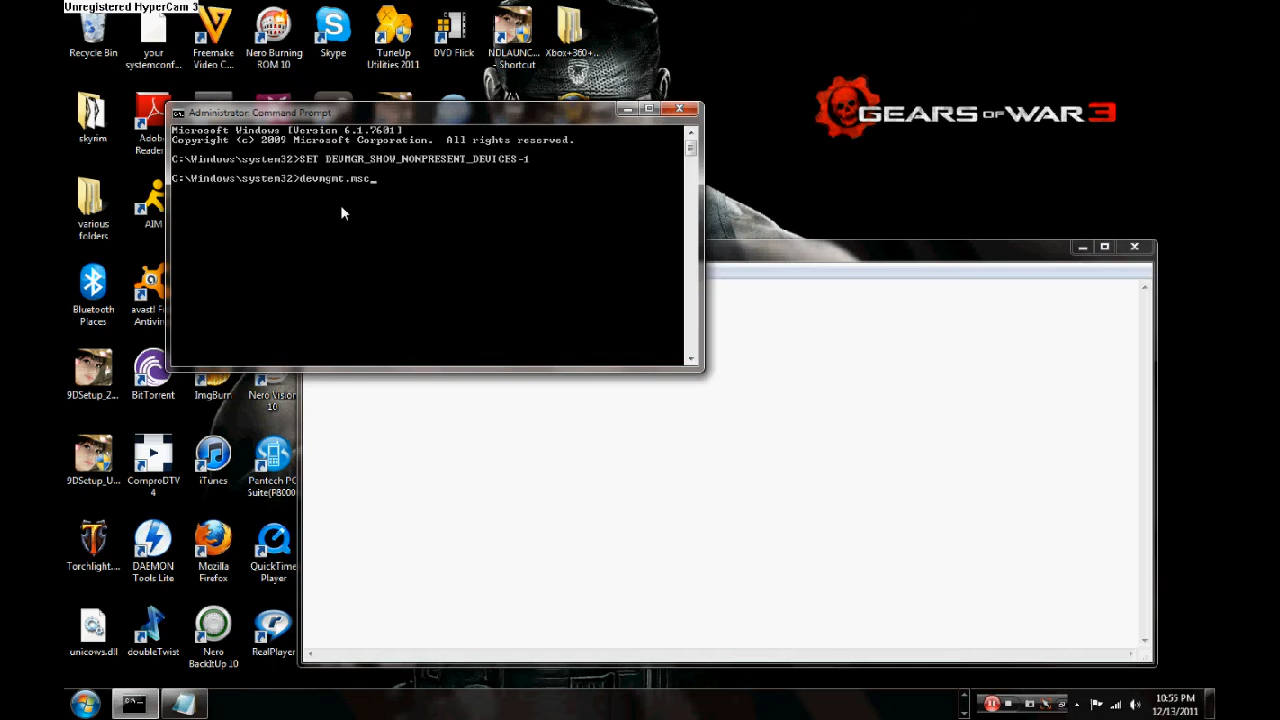 Unregistered HyperCam 3
Recycle Bin
your systemconf...
Freemake Video C...
Nero Burning ROM 10
Skype
TuneUp Utilities 2011
DVD Flick
NDLAUNC... - Shortcut
Xbox+360+...
GEARS OF WAR 3
skyrim
Adob
Reader
Administrator: Command Prompt
Microsoft Windows [Version 6.1.7601]
Copyright (c) 2009 Microsoft Corporation.  All rights reserved.
C:\Windows\system32>SET DEVMGR_SHOW_NONPRESENT_DEVICES=1
C:\Windows\system32>devmgmt.msc_
various folders
AIM
Bluetooth Places
avast! F
Antivir
9DSetup_2...
BitTorrent
ImgBurn
Nero Vision 10
9DSetup_U...
ComproDTV 4
iTunes
Pantech PC Suite(P8000
Torchlight....
DAEMON Tools Lite
Mozilla Firefox
QuickTime Player
unicows.dll
doubleTwist
Nero BackItUp 10
RealPlayer
10:55 PM
12/13/2011